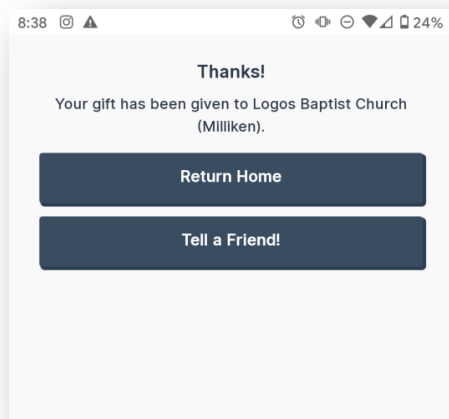 8:38 24%
Thanks!
Your gift has been given to Logos Baptist Church
(Milliken).
Return Home
Tell a Friend!